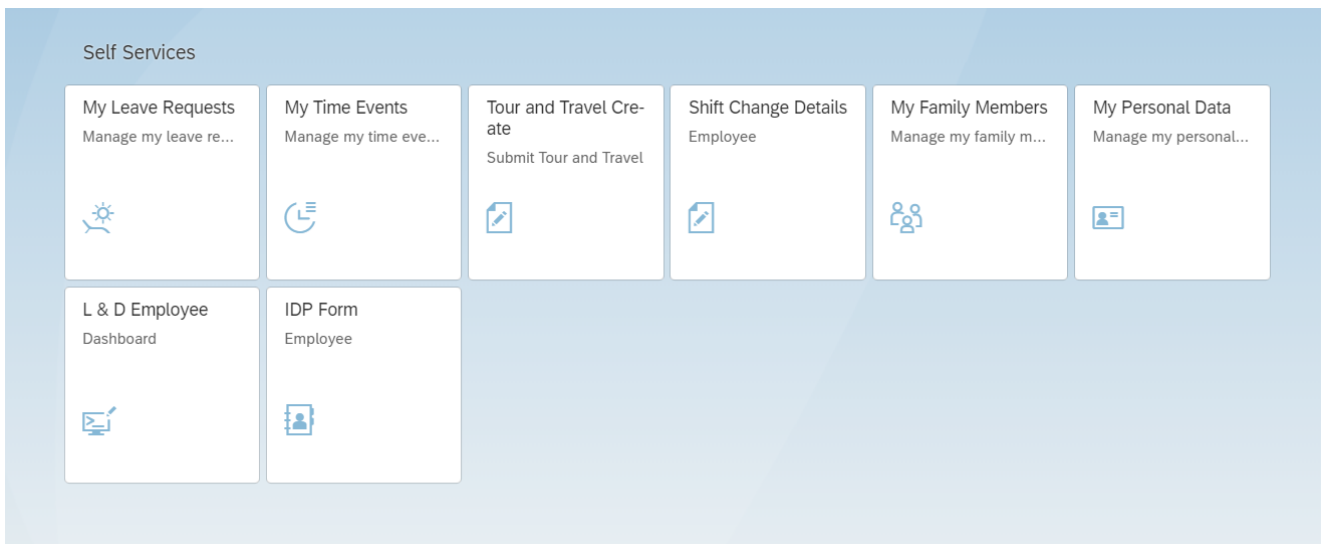 Self Services
My Leave Requests
Manage my leave re...
My Time Events
Manage my time eve...
Tour and Travel Cre-
ate
Submit Tour and Travel
Shift Change Details
Employee
My Family Members
Manage my family m...
My Personal Data
Manage my personal...
L & D Employee
Dashboard
IDP Form
Employee